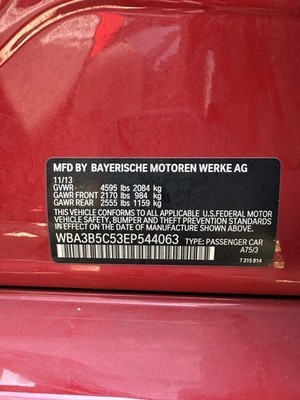 MFD BY BAYERISCHE MOTOREN WERKE AG
11/13
GVWR- 4595 lbs 2084 kg
GAWR FRONT 2170 lbs 984 kg
GAWR REAR 2555 lbs 1159 kg
THIS VEHICLE CONFORMS TO ALL APPLICABLE U.S.FEDERAL MOTOR
VEHICLE SAFETY, BUMPER AND THEFT PREVENTION STANDARDS
IN EFFECT ON THE DATE OF MANUFACTURE SHOWN ABOVE.
WBA3B5C53EP544063 TYPE: PASSENGER CAR
A75/3
7 315 814